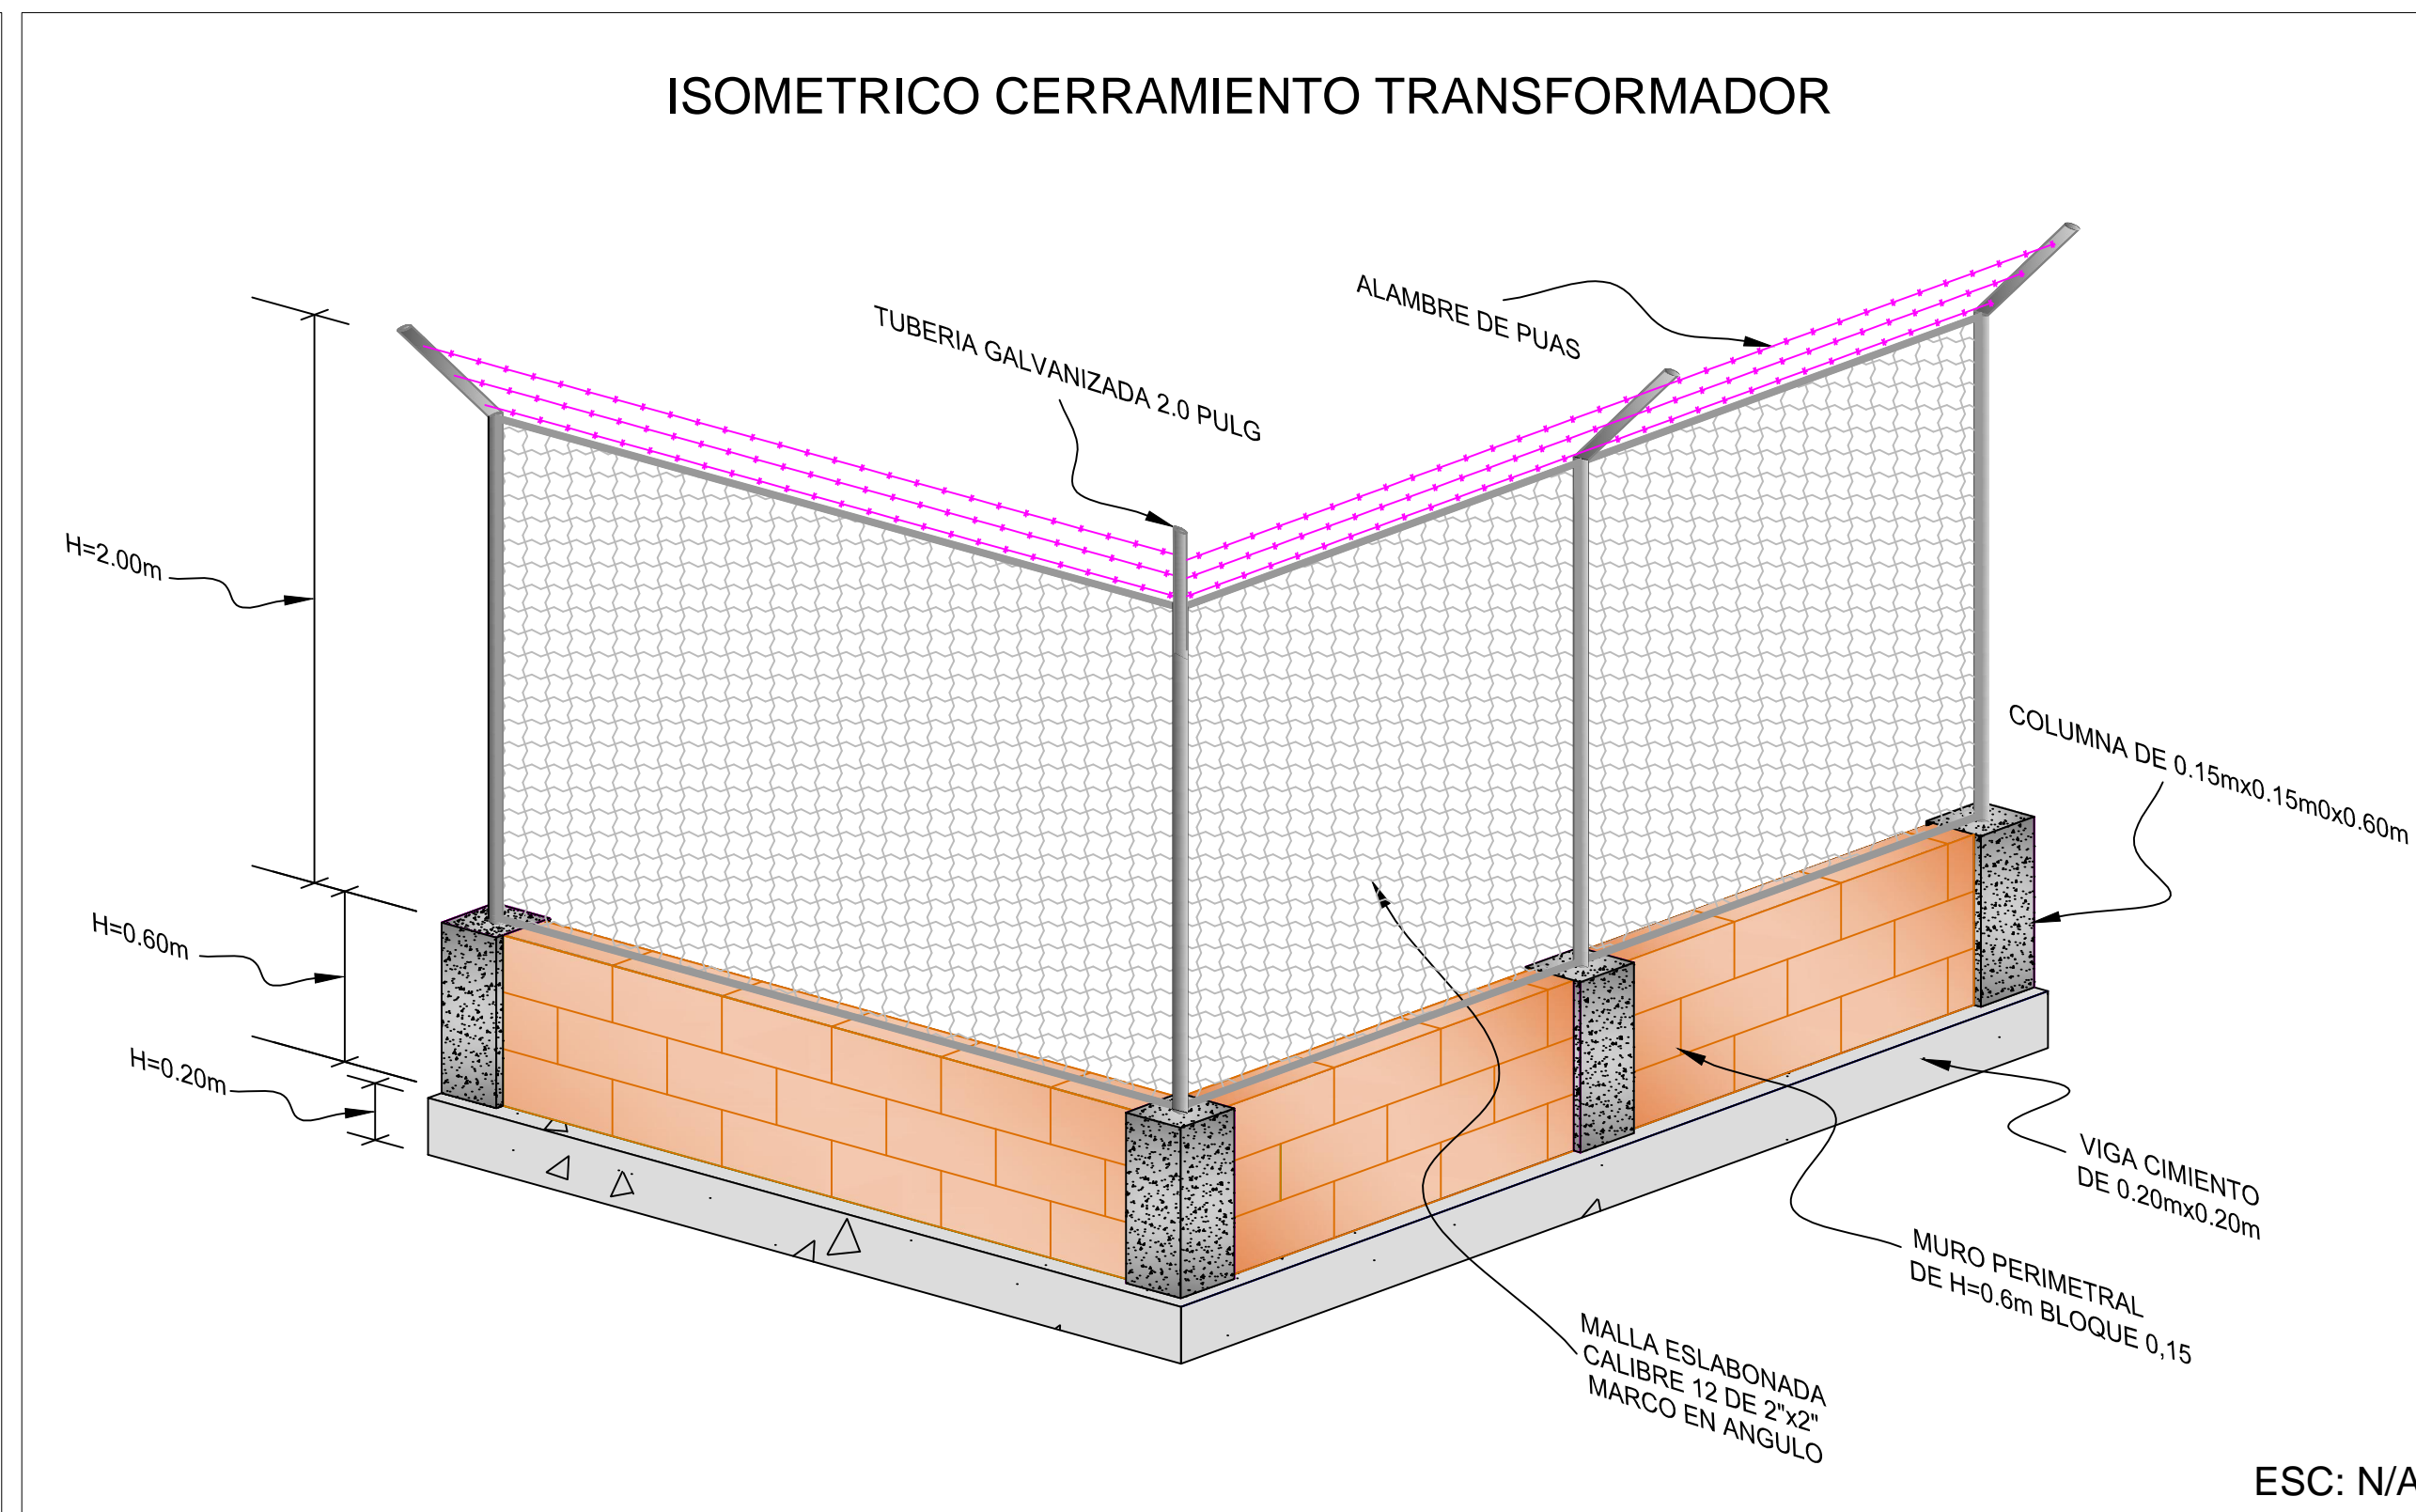 ISOMETRICO CERRAMIENTO TRANSFORMADOR
ALAMBRE DE PUAS
TUBERIA GALVANIZADA 2.0 PULG
H=2.00m
COLUMNA DE 0.15mx0.15m0x0.60m
H=0.60m
H=0.20m
VIGA CIMIENTO
DE 0.20mx0.20m
MURO PERIMETRAL
DE H=0.6m BLOQUE 0,15
MALLA ESLABONADA
CALIBRE 12 DE 2"x2"
MARCO EN ANGULO
ESC: N/A